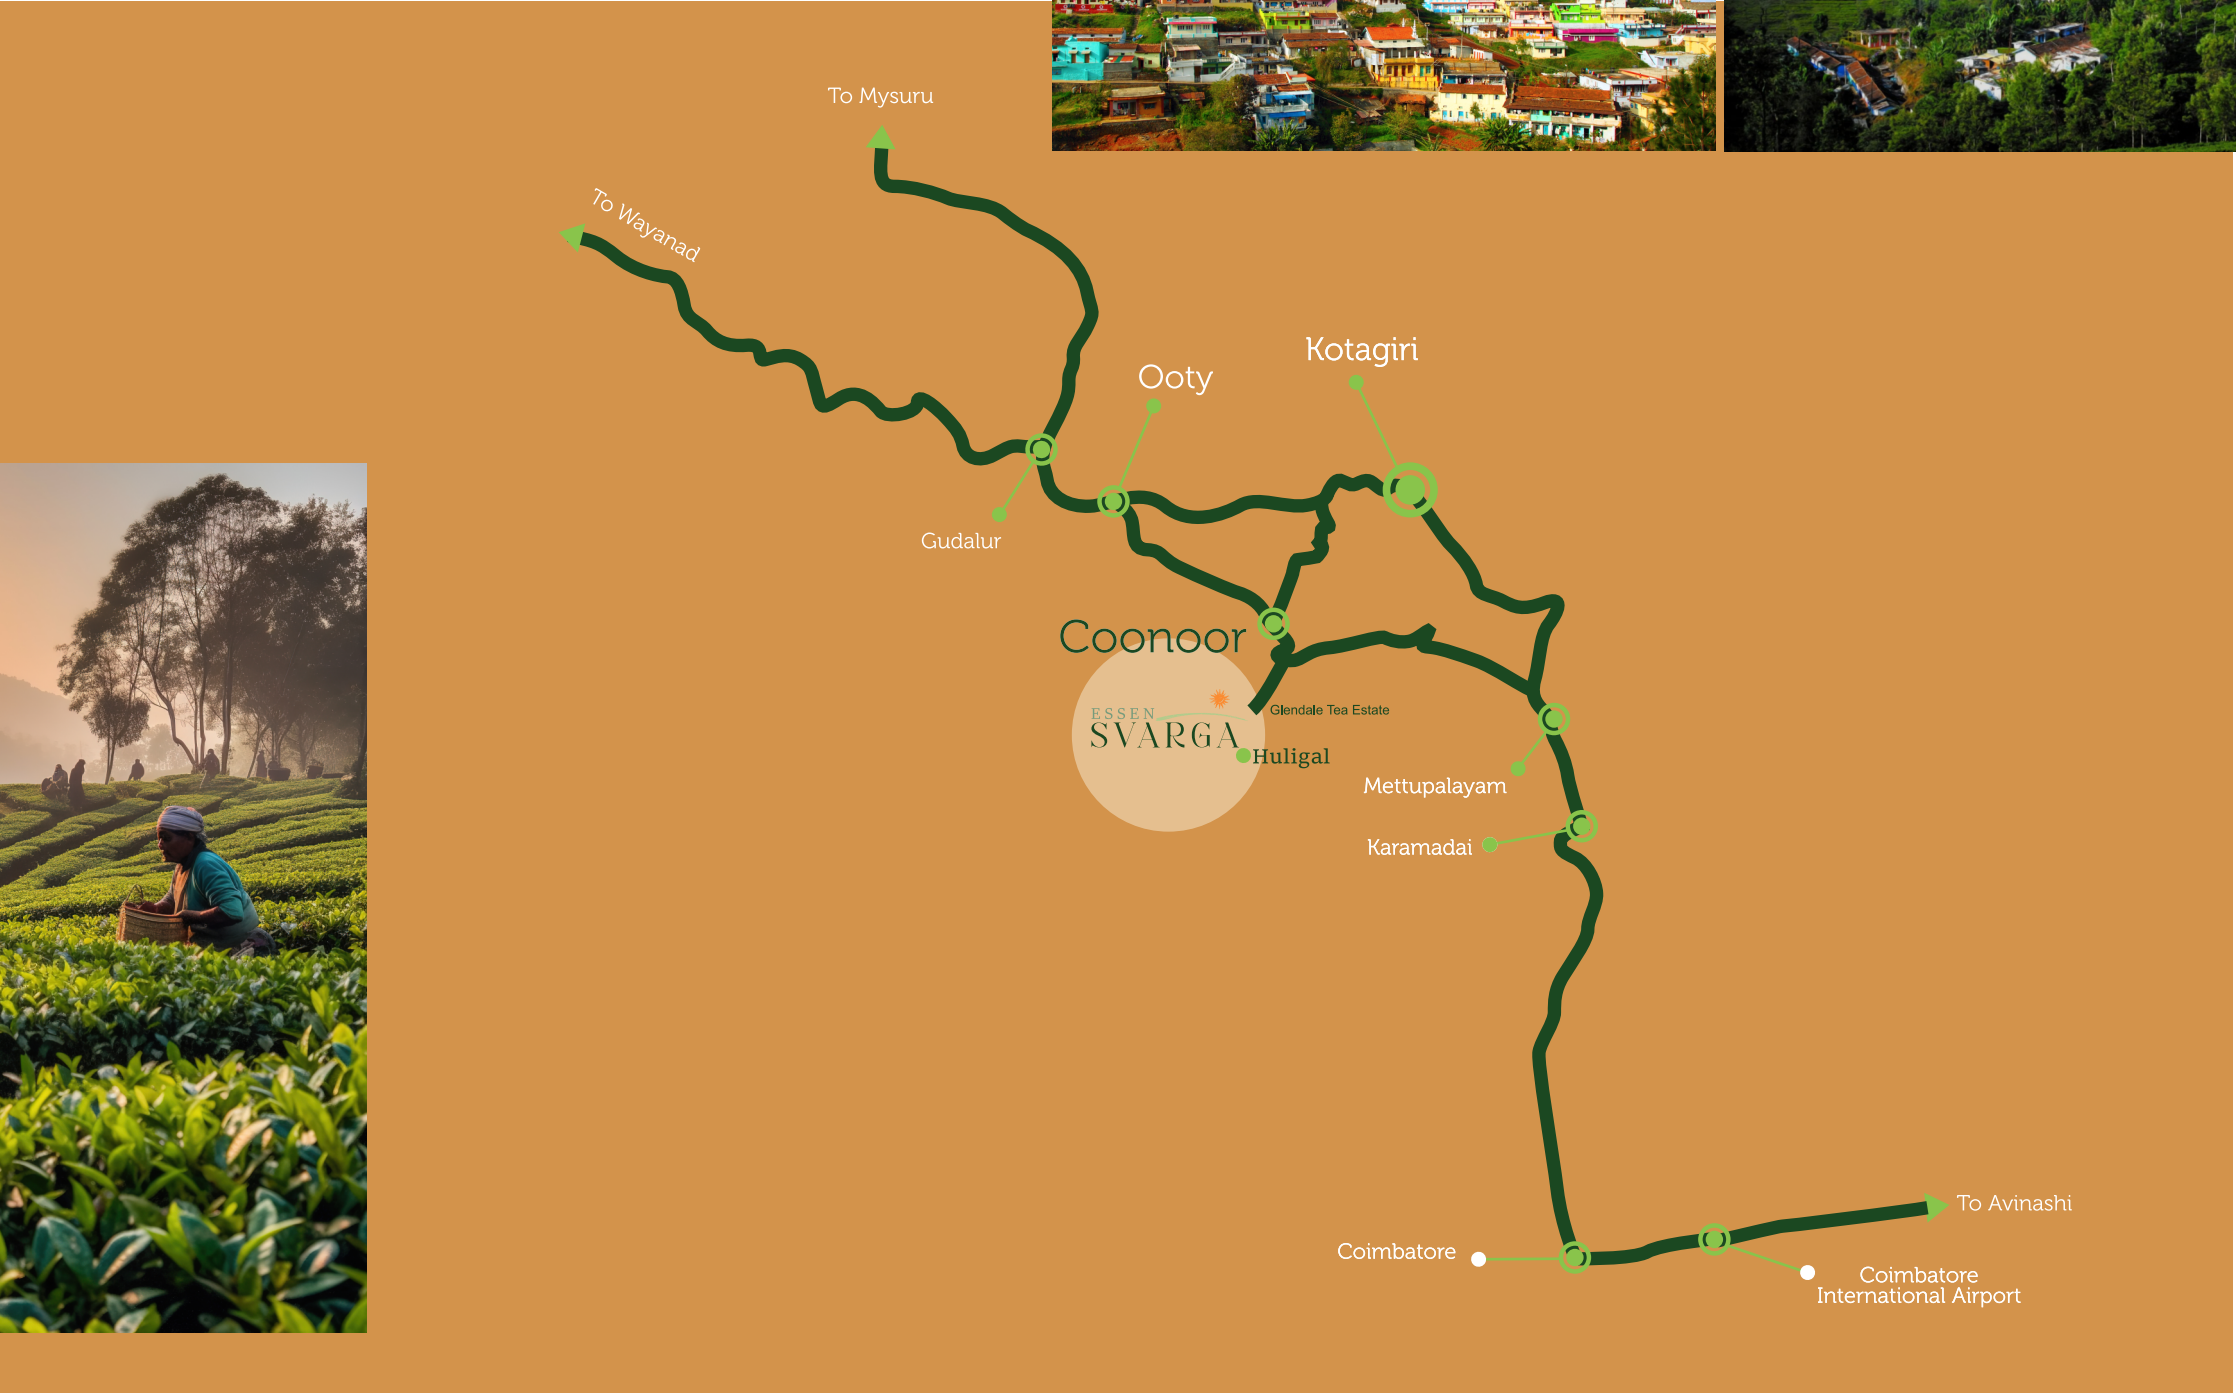 To Mysuru
To Wayanad
Kotagiri
Ooty
Gudalur
Coonoor
ESSEN
SVARGA
Glendale Tea Estate
Huligal
Mettupalayam
Karamadai
To Avinashi
Coimbatore
Coimbatore
International Airport